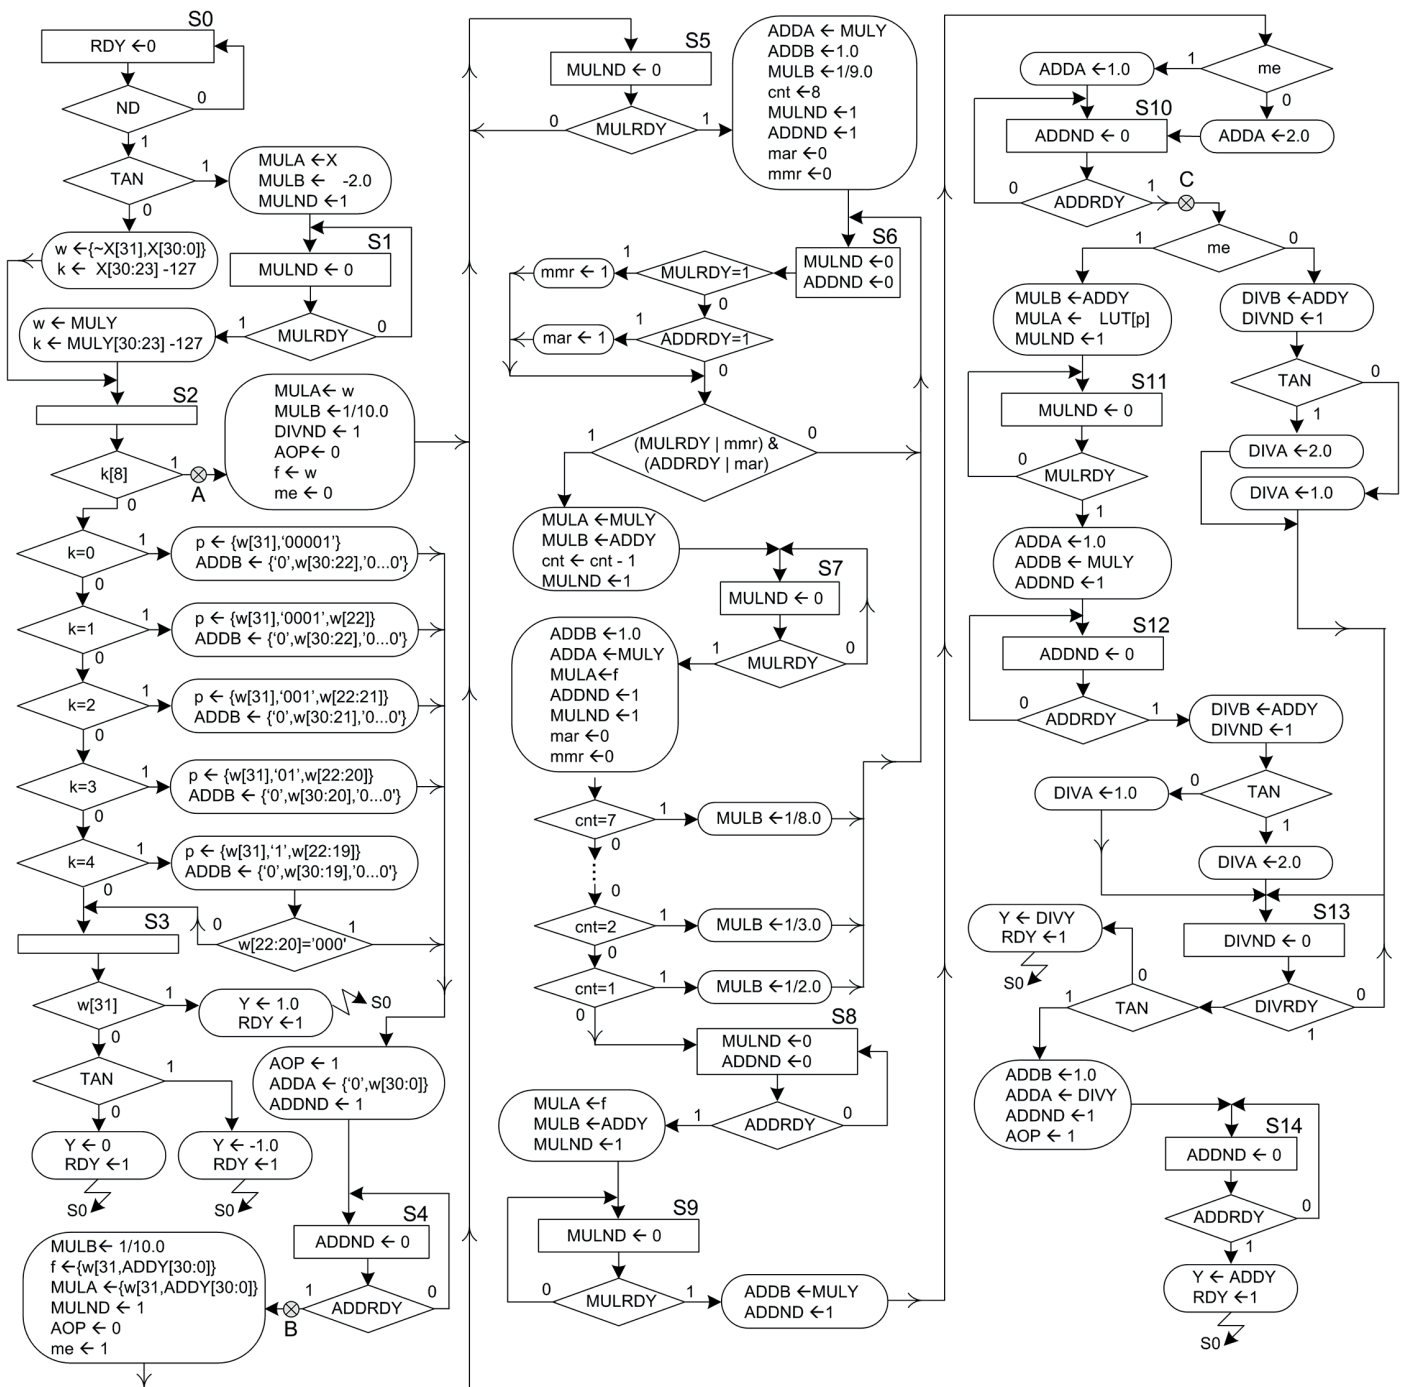 S0
RDY ←0
ND
0
1
TAN
1
0
MULA ←X
MULB ← -2.0
MULND ←1
w ←{~X[31],X[30:0]}
k ← X[30:23] -127
S1
MULND ← 0
MULRDY
1
0
w ← MULY
k ← MULY[30:23] -127
S2
k[8]
1
0
A
MULA← w
MULB ←1/10.0
DIVND ← 1
AOP← 0
f ← w
me ← 0
k=0
1
0
p ← {w[31],‘00001’}
ADDB ← {‘0’,w[30:22],’0...0’}
k=1
1
0
p ← {w[31],‘0001’,w[22]}
ADDB ← {‘0’,w[30:22],’0...0’}
k=2
1
0
p ← {w[31],‘001’,w[22:21]}
ADDB ← {‘0’,w[30:21],’0...0’}
k=3
1
0
p ← {w[31],‘01’,w[22:20]}
ADDB ← {‘0’,w[30:20],’0...0’}
k=4
1
0
p ← {w[31],‘1’,w[22:19]}
ADDB ← {‘0’,w[30:19],’0...0’}
w[22:20]=’000'
0
1
S3
w[31]
1
0
Y ← 1.0
RDY ←1
S0
TAN
1
0
Y ← 0
RDY ←1
S0
Y ← -1.0
RDY ←1
S0
AOP ← 1
ADDA ← {‘0’,w[30:0]}
ADDND ← 1
S4
ADDND ← 0
ADDRDY
1
0
B
MULB← 1/10.0
f ←{w[31,ADDY[30:0]}
MULA ←{w[31,ADDY[30:0]}
MULND ← 1
AOP ← 0
me ← 1
S5
MULND ← 0
MULRDY
0
1
ADDA ← MULY
ADDB ←1.0
MULB ←1/9.0
cnt ←8
MULND ←1
ADDND ←1
mar ←0
mmr ←0
S6
MULND ←0
ADDND ←0
MULRDY=1
1
0
mmr ← 1
ADDRDY=1
1
0
mar ← 1
(MULRDY | mmr) &
(ADDRDY | mar)
1
0
MULA ←MULY
MULB ←ADDY
cnt ← cnt - 1
MULND ←1
S7
MULND ← 0
MULRDY
1
0
ADDB ←1.0
ADDA ←MULY
MULA←f
ADDND ←1
MULND ←1
mar ←0
mmr ←0
cnt=7
1
0
MULB ←1/8.0
0
cnt=2
1
0
MULB ←1/3.0
cnt=1
1
0
MULB ←1/2.0
S8
MULND ←0
ADDND ←0
ADDRDY
1
0
MULA ←f
MULB ←ADDY
MULND ←1
S9
MULND ← 0
MULRDY
0
1
ADDB ←MULY
ADDND ←1
me
1
0
ADDA ←1.0
ADDA ←2.0
S10
ADDND ← 0
ADDRDY
0
1
C
me
1
0
MULB ←ADDY
MULA ← LUT[p]
MULND ←1
DIVB ←ADDY
DIVND ←1
S11
MULND ← 0
MULRDY
0
1
TAN
0
1
DIVA ←2.0
DIVA ←1.0
ADDA ←1.0
ADDB ← MULY
ADDND ←1
S12
ADDND ← 0
ADDRDY
0
1
DIVB ←ADDY
DIVND ←1
TAN
0
1
DIVA ←1.0
DIVA ←2.0
S13
DIVND ← 0
DIVRDY
0
1
TAN
0
1
Y ← DIVY
RDY ←1
S0
ADDB ←1.0
ADDA ← DIVY
ADDND ←1
AOP ← 1
S14
ADDND ← 0
ADDRDY
0
1
Y ← ADDY
RDY ←1
S0